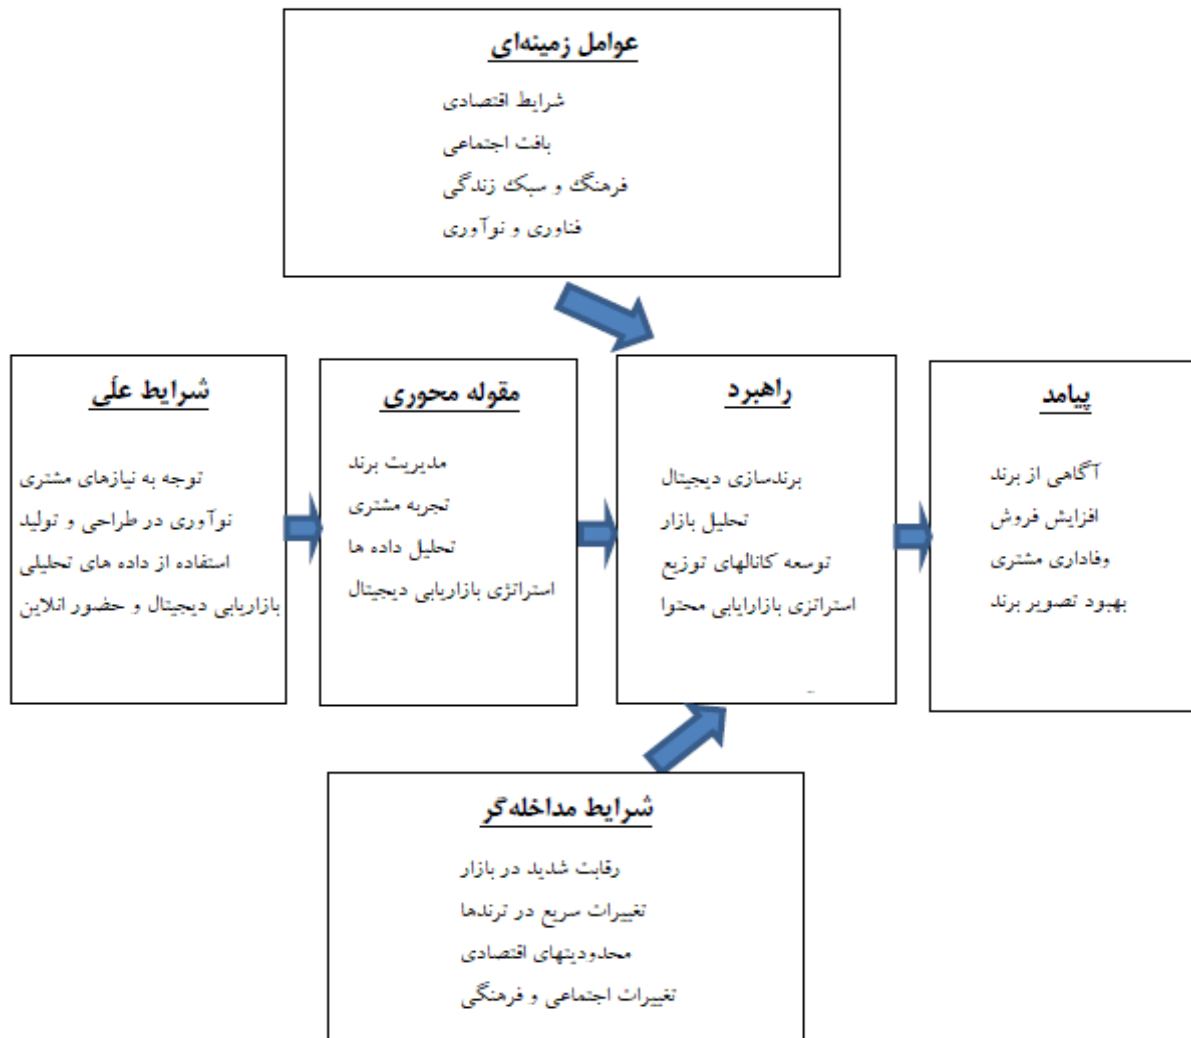 عوامل زمینه‌ای
شرایط اقتصادی
بافت اجتماعی
فرهنگ و سبک زندگی
فناوری و نوآوری
شرایط علّی
توجه به نیازهای مشتری
نوآوری در طراحی و تولید
استفاده از داده های تحلیلی
بازاریابی دیجیتال و حضور انلاین
مقوله محوری
مدیریت برند
تجربه مشتری
تحلیل داده ها
استراتژی بازاریابی دیجیتال
راهبرد
برندسازی دیجیتال
تحلیل بازار
توسعه کانالهای توزیع
استراتزی بازارایابی محتوا
پیامد
آگاهی از برند
افزایش فروش
وفاداری مشتری
بهبود تصویر برند
شرایط مداخله‌گر
رقابت شدید در بازار
تغییرات سریع در ترندها
محدودیتهای اقتصادی
تغییرات اجتماعی و فرهنگی